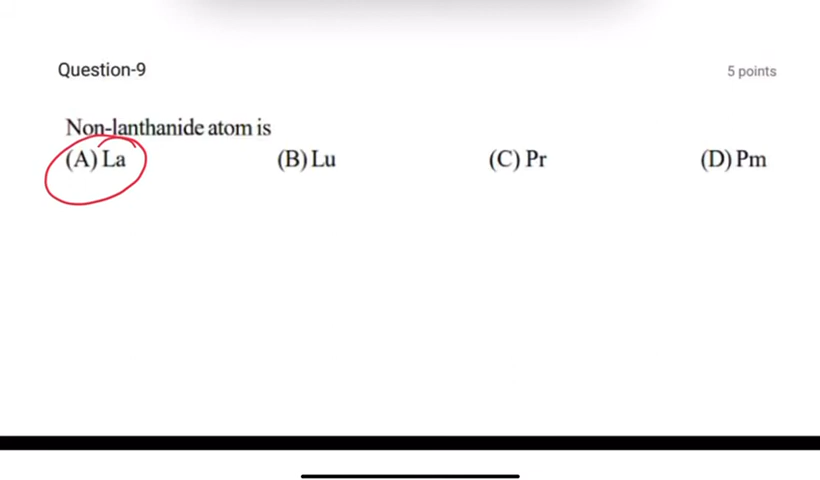 Question-9
5 points
Non-lanthanide atom is
(A) La (B) Lu (C) Pr (D) Pm